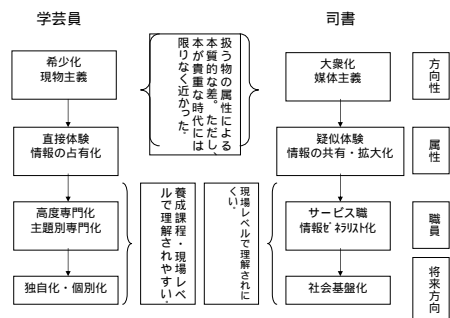 学芸員
司書
希少化
現物主義
直接体験
情報の占有化
高度専門化
主題別専門化
独自化・個別化
扱う物の属性による
本質的な差。ただし、
本が貴重な時代には
限りなく近かった。
養成課程・現場レベ
ルで理解されやすい。
現場レベルで理解されに
くい。
大衆化
媒体主義
疑似体験
情報の共有・拡大化
サービス職
情報ｾﾞﾈﾗﾘｽﾄ化
社会基盤化
方向性
属性
職員
将来方向